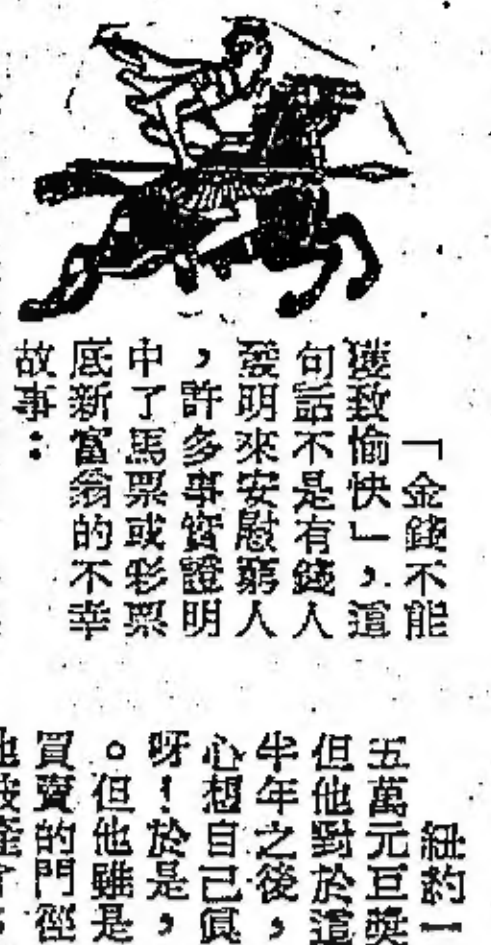 「金錢不能
獲致愉快」，這
句話不是有錢人
發明來安慰窮人
，許多事實證明
中了馬票或彩票
底新富翁的不幸
故事：
紐約一
五萬元巨獎
但他對於這
半年之後，
心想自己真
呀！於是，
。但他雖是
買賣的門徑